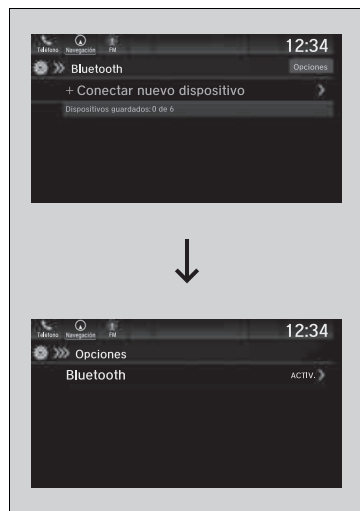 Teléfono Navegación FM 12:34
Bluetooth Opciones
+ Conectar nuevo dispositivo
Dispositivos guardados: 0 de 6
Teléfono Navegación FM 12:34
Opciones
Bluetooth ACTIV.